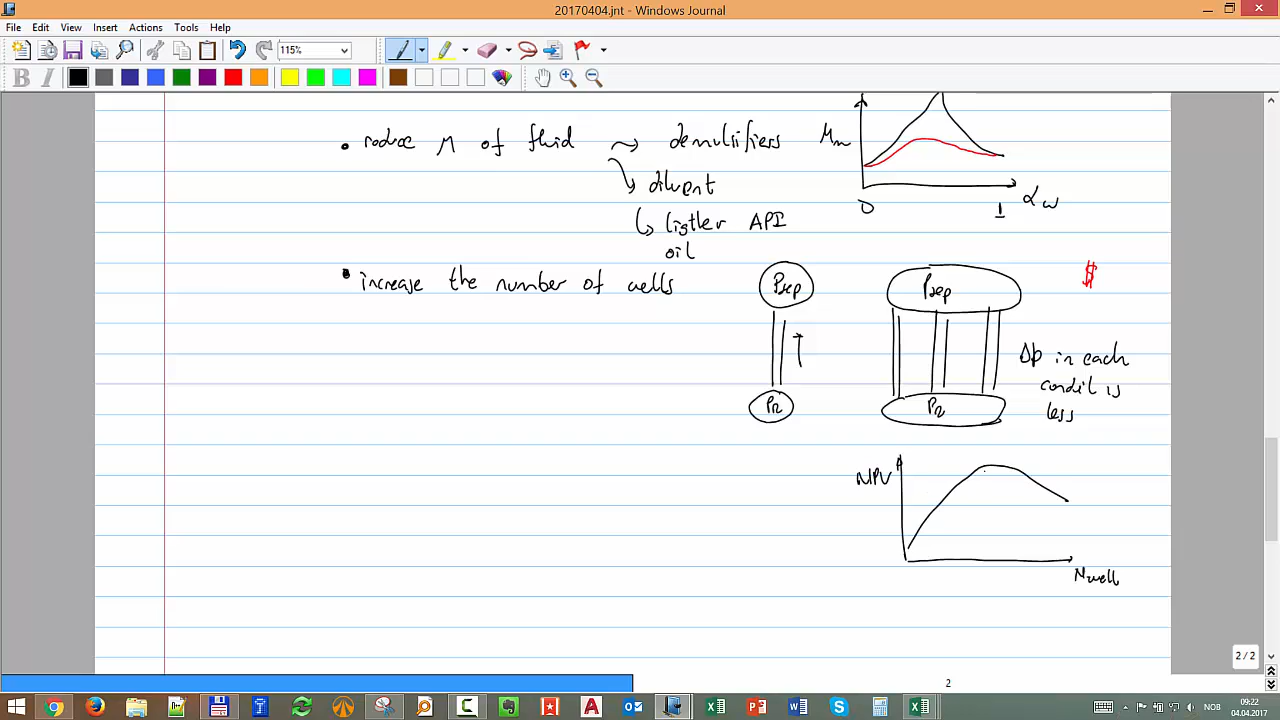 20170404.jnt - Windows Journal
File Edit View Insert Actions Tools Help
115%
B I
• reduce μ of fluid → demulsifiers
diluent
↳ ligtler API
oil
μm
0 1 αw
• increase the number of wells
Psep
PR
Psep
PR
$
Δp in each
condit is
less
NPV
Nwell
2 / 2
2
NOB
09:22
04.04.2017